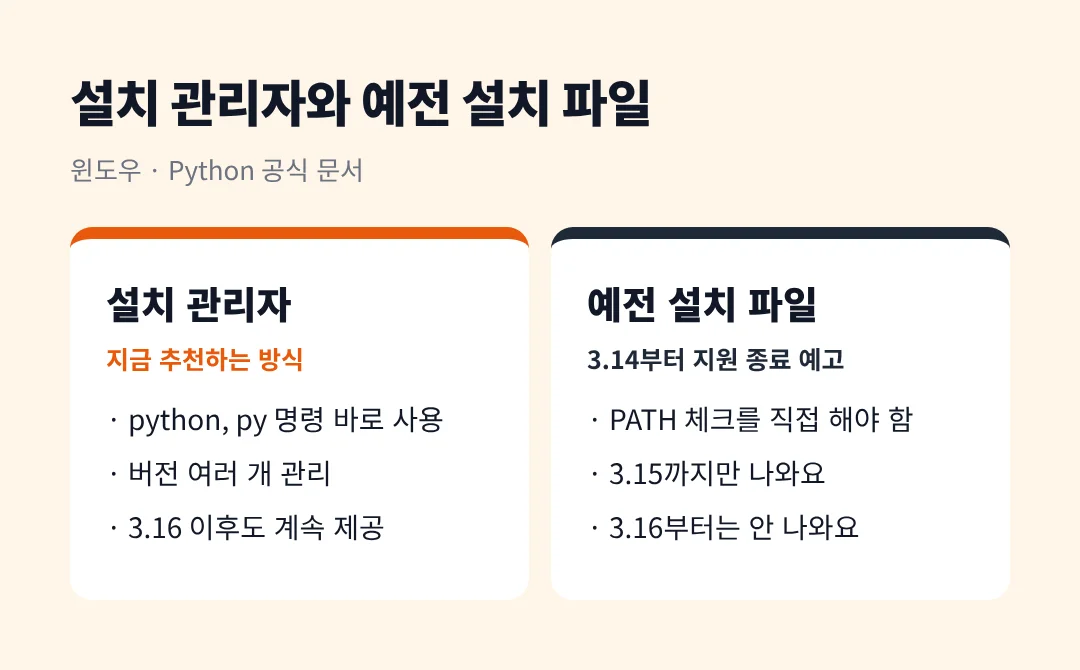 설치 관리자와 예전 설치 파일
윈도우 · Python 공식 문서
설치 관리자
지금 추천하는 방식
· python, py 명령 바로 사용
· 버전 여러 개 관리
· 3.16 이후도 계속 제공
예전 설치 파일
3.14부터 지원 종료 예고
· PATH 체크를 직접 해야 함
· 3.15까지만 나와요
· 3.16부터는 안 나와요